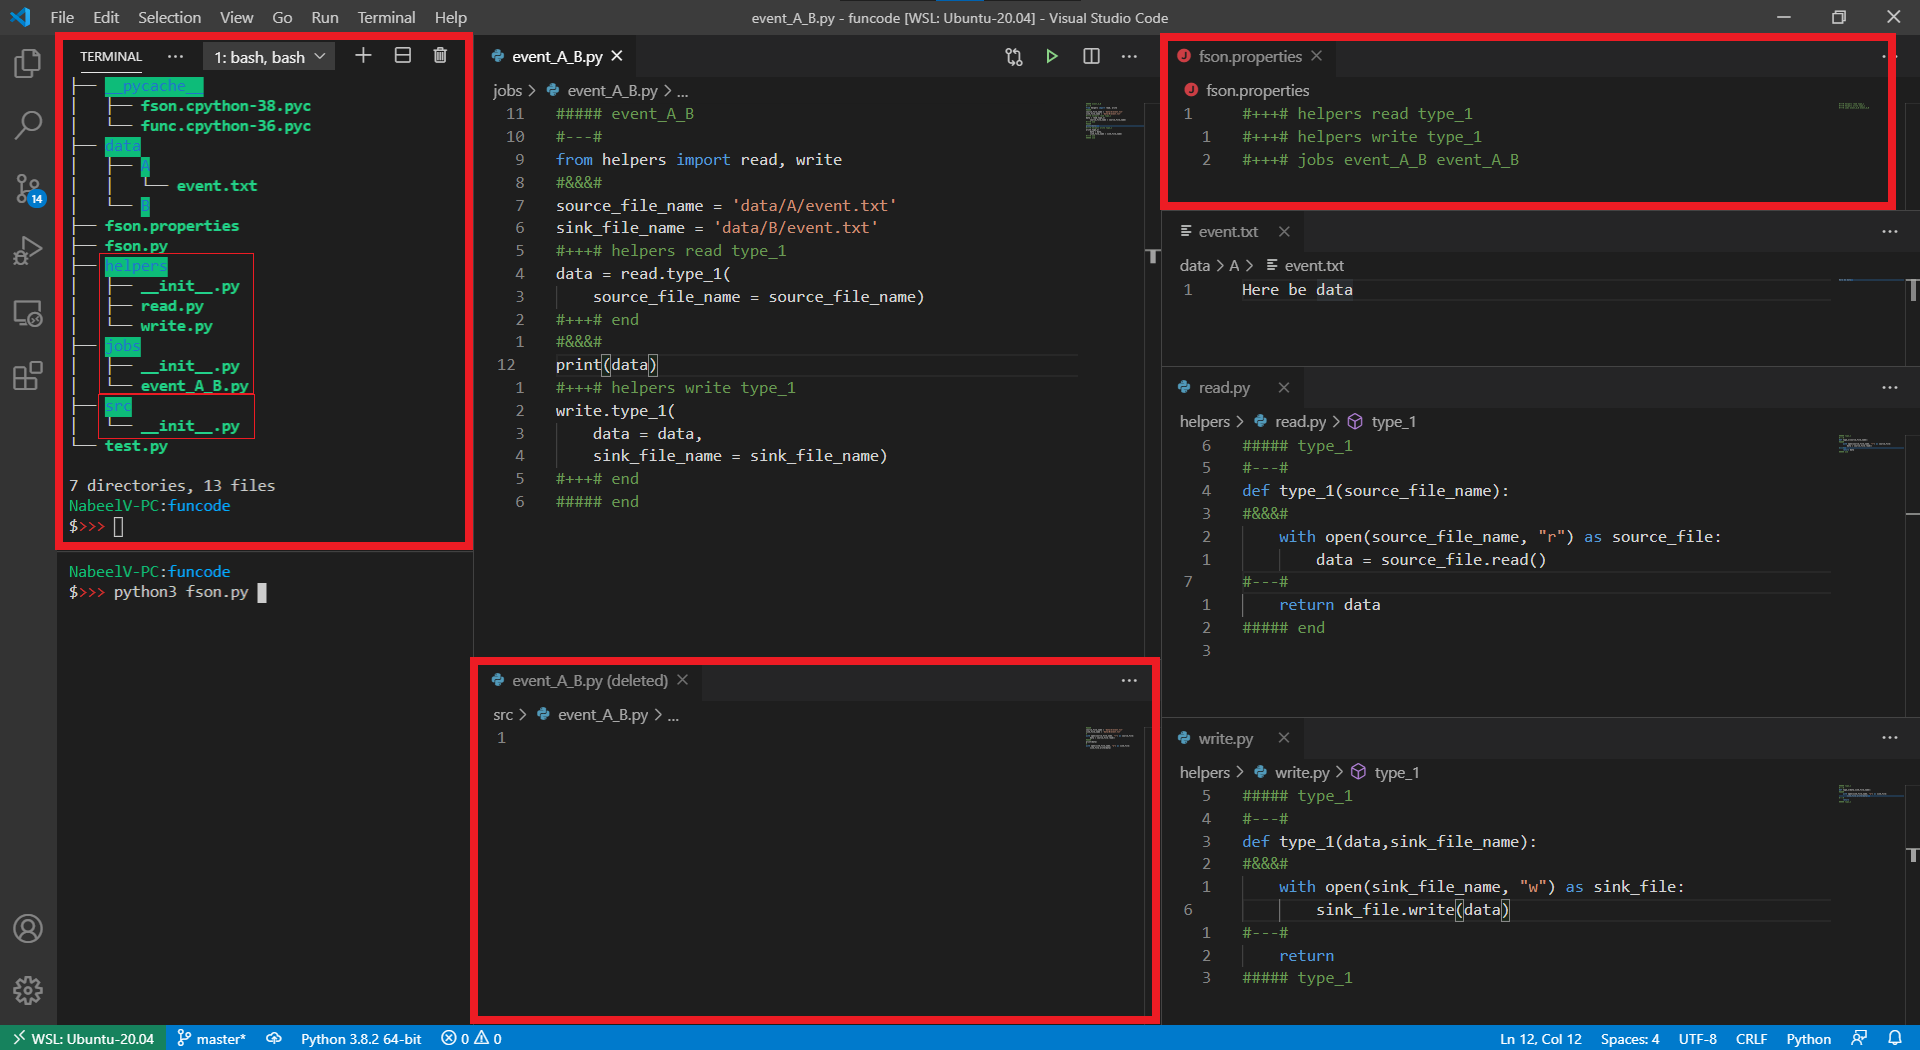 File Edit Selection View Go Run Terminal Help
event_A_B.py - funcode [WSL: Ubuntu-20.04] - Visual Studio Code
14
TERMINAL ··· 1: bash, bash
├── __pycache__
│   ├── fson.cpython-38.pyc
│   └── func.cpython-36.pyc
├── data
│   ├── A
│   │   └── event.txt
│   └── B
├── fson.properties
├── fson.py
├── helpers
│   ├── __init__.py
│   ├── read.py
│   └── write.py
├── jobs
│   ├── __init__.py
│   └── event_A_B.py
├── src
│   └── __init__.py
└── test.py
7 directories, 13 files
NabeelV-PC:funcode
$>>>
NabeelV-PC:funcode
$>>> python3 fson.py
event_A_B.py
jobs > event_A_B.py > ...
11 ##### event_A_B
10 #---#
9 from helpers import read, write
8 #&&&#
7 source_file_name = 'data/A/event.txt'
6 sink_file_name = 'data/B/event.txt'
5 #+++# helpers read type_1
4 data = read.type_1(
3     source_file_name = source_file_name)
2 #+++# end
1 #&&&#
12 print(data)
1 #+++# helpers write type_1
2 write.type_1(
3     data = data,
4     sink_file_name = sink_file_name)
5 #+++# end
6 ##### end
event_A_B.py (deleted)
src > event_A_B.py > ...
1
fson.properties
fson.properties
1 #+++# helpers read type_1
1 #+++# helpers write type_1
2 #+++# jobs event_A_B event_A_B
event.txt
data > A > event.txt
1 Here be data
read.py
helpers > read.py > type_1
6 ##### type_1
5 #---#
4 def type_1(source_file_name):
3 #&&&#
2     with open(source_file_name, "r") as source_file:
1         data = source_file.read()
7 #---#
1     return data
2 ##### end
3
write.py
helpers > write.py > type_1
5 ##### type_1
4 #---#
3 def type_1(data,sink_file_name):
2 #&&&#
1     with open(sink_file_name, "w") as sink_file:
6         sink_file.write(data)
1 #---#
2     return
3 ##### type_1
WSL: Ubuntu-20.04 master* Python 3.8.2 64-bit 0 0 Ln 12, Col 12 Spaces: 4 UTF-8 CRLF Python